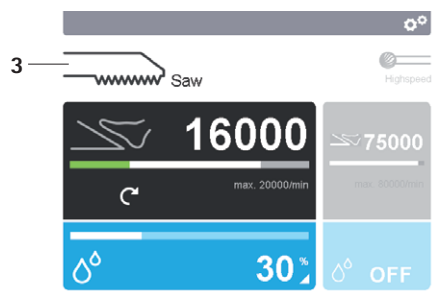 3
Saw
Highspeed
16000
75000
max. 20000/min
max. 80000/min
30 %
OFF